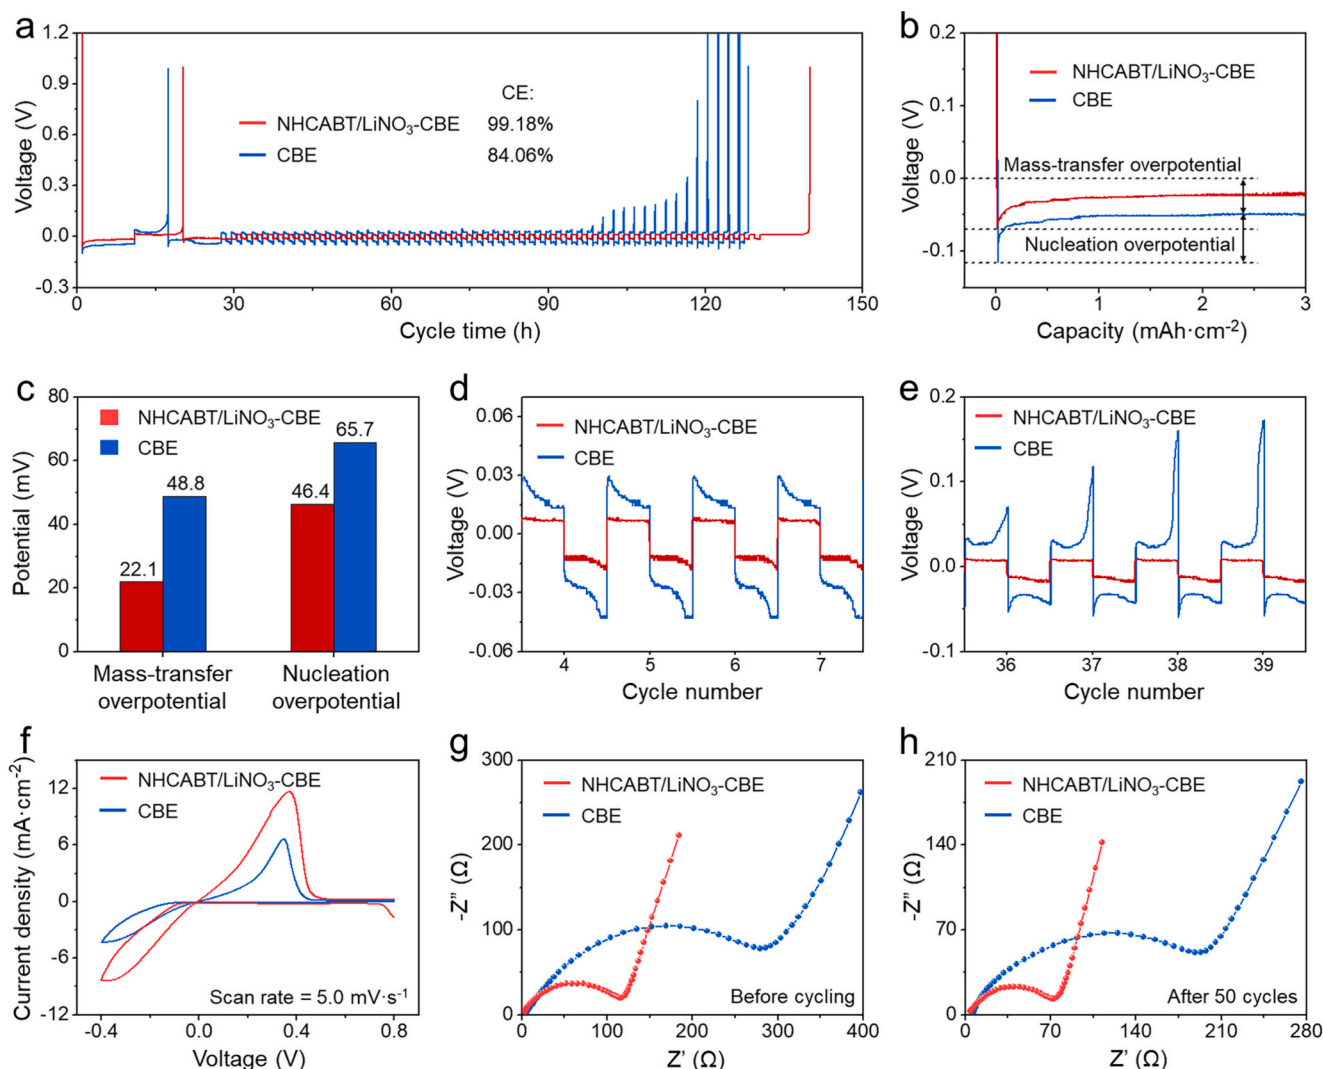 a
1.2
0.9
0.6
0.3
0.0
-0.3
Voltage (V)
CE:
NHCABT/LiNO₃-CBE 99.18%
CBE 84.06%
0 30 60 90 120 150
Cycle time (h)
b
0.2
0.1
0.0
-0.1
Voltage (V)
NHCABT/LiNO₃-CBE
CBE
Mass-transfer overpotential
Nucleation overpotential
0 1 2 3
Capacity (mAh·cm⁻²)
c
80
60
40
20
0
Potential (mV)
NHCABT/LiNO₃-CBE
CBE
22.1
48.8
46.4
65.7
Mass-transfer
overpotential
Nucleation
overpotential
d
0.06
0.03
0.00
-0.03
-0.06
Voltage (V)
NHCABT/LiNO₃-CBE
CBE
4 5 6 7
Cycle number
e
0.2
0.1
0.0
-0.1
Voltage (V)
NHCABT/LiNO₃-CBE
CBE
36 37 38 39
Cycle number
f
12
6
0
-6
-12
Current density (mA·cm⁻²)
NHCABT/LiNO₃-CBE
CBE
Scan rate = 5.0 mV·s⁻¹
-0.4 0.0 0.4 0.8
Voltage (V)
g
300
200
100
0
-Z" (Ω)
NHCABT/LiNO₃-CBE
CBE
Before cycling
0 100 200 300 400
Z' (Ω)
h
210
140
70
0
-Z" (Ω)
NHCABT/LiNO₃-CBE
CBE
After 50 cycles
0 70 140 210 280
Z' (Ω)